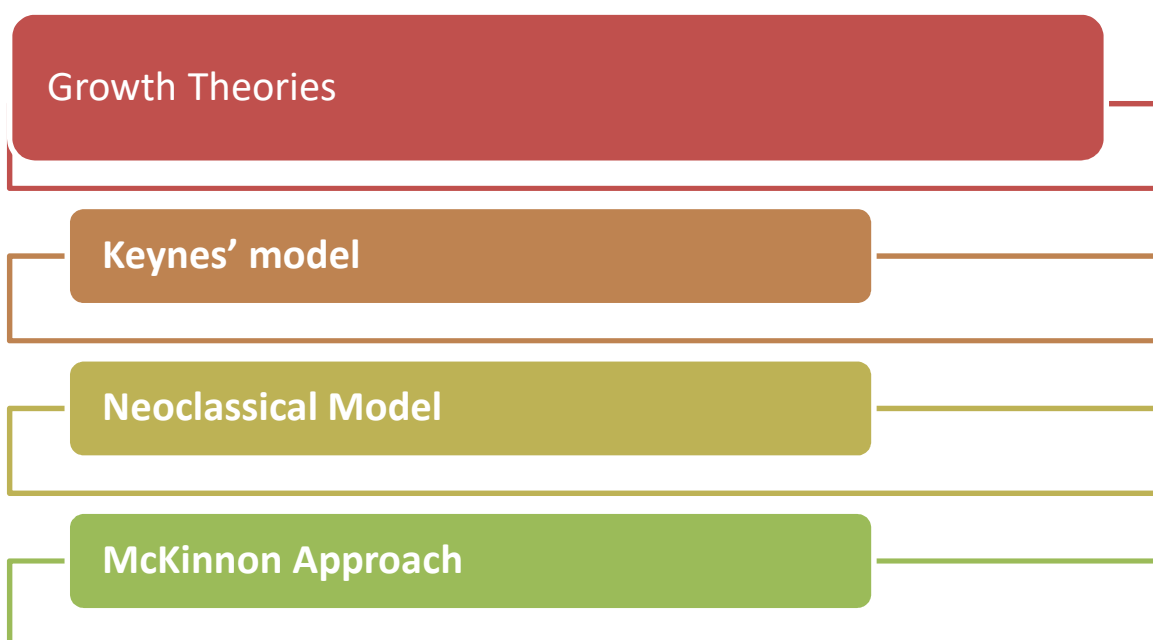 Growth Theories
Keynes’ model
Neoclassical Model
McKinnon Approach